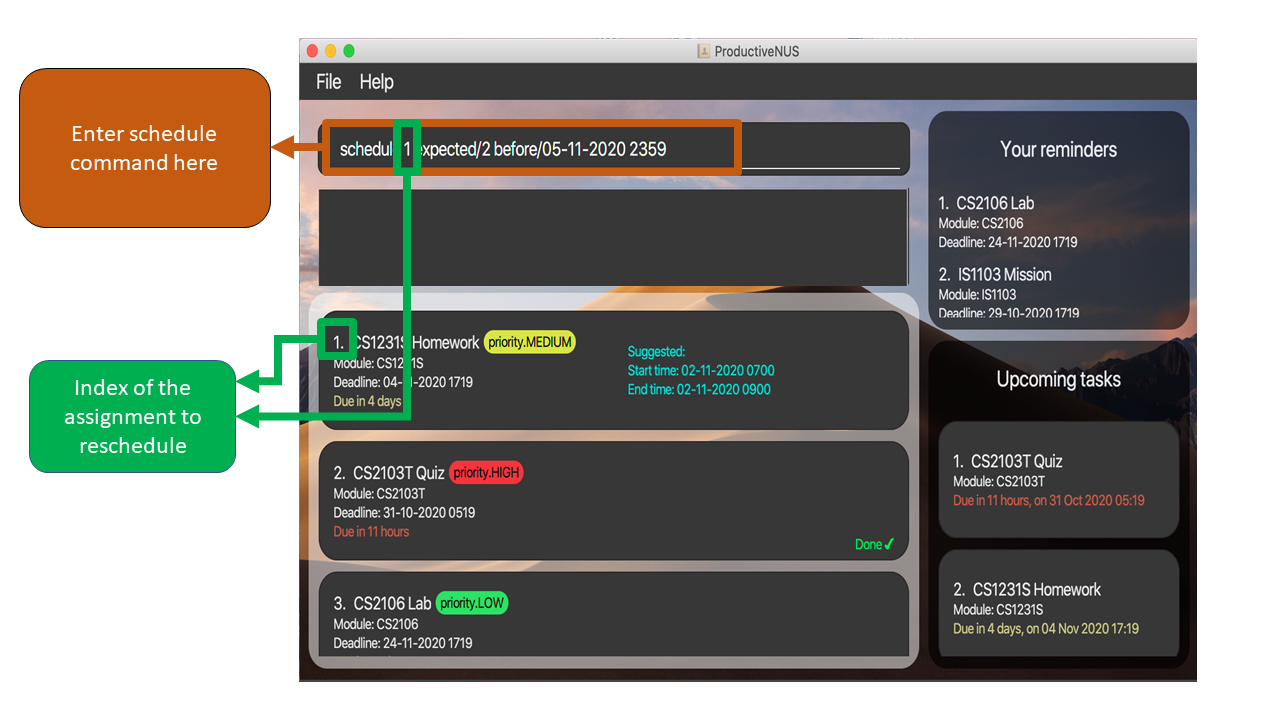 ProductiveNUS
File Help
Enter schedule
command here
schedule 1 expected/2 before/05-11-2020 2359
Index of the
assignment to
reschedule
1. CS1231S Homework priority.MEDIUM
Module: CS1231S
Deadline: 04-11-2020 1719
Due in 4 days
Suggested:
Start time: 02-11-2020 0700
End time: 02-11-2020 0900
2. CS2103T Quiz priority.HIGH
Module: CS2103T
Deadline: 31-10-2020 0519
Due in 11 hours
Done ✓
3. CS2106 Lab priority.LOW
Module: CS2106
Deadline: 24-11-2020 1719
Your reminders
1. CS2106 Lab
Module: CS2106
Deadline: 24-11-2020 1719
2. IS1103 Mission
Module: IS1103
Deadline: 29-10-2020 1719
Upcoming tasks
1. CS2103T Quiz
Module: CS2103T
Due in 11 hours, on 31 Oct 2020 05:19
2. CS1231S Homework
Module: CS1231S
Due in 4 days, on 04 Nov 2020 17:19